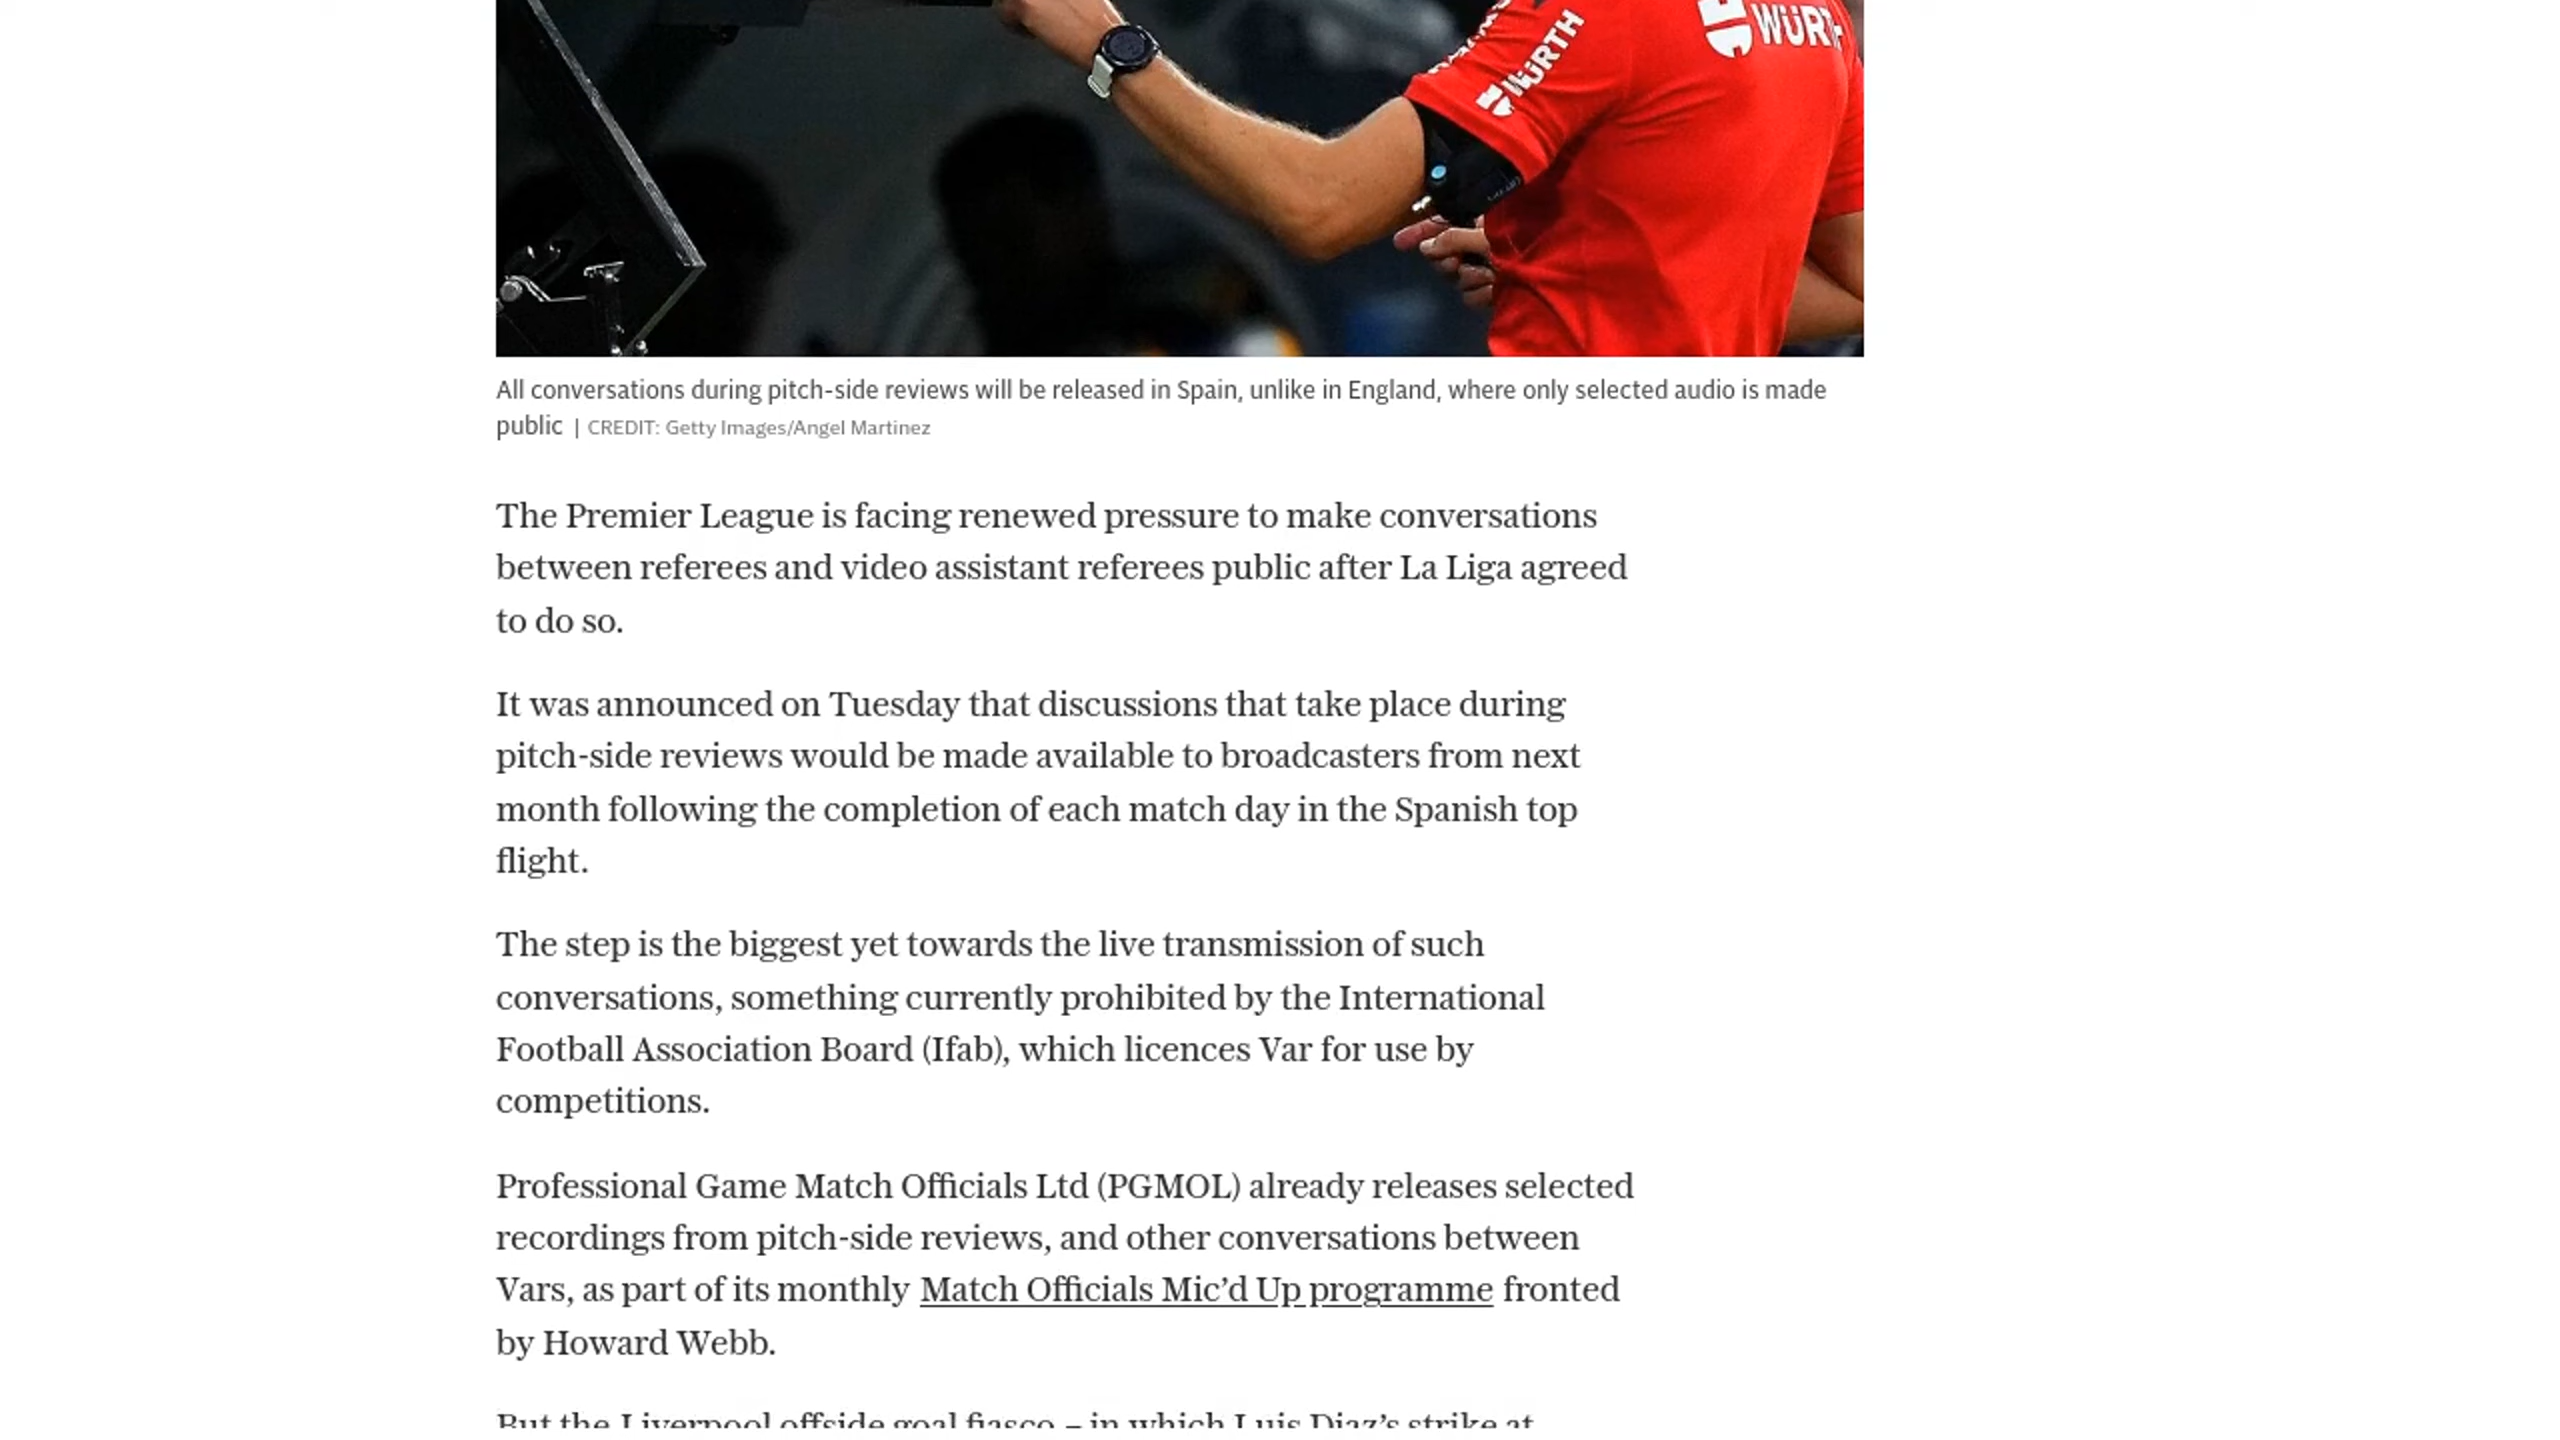 WÜRTH
WÜRT
All conversations during pitch-side reviews will be released in Spain, unlike in England, where only selected audio is made
public | CREDIT: Getty Images/Angel Martinez
The Premier League is facing renewed pressure to make conversations
between referees and video assistant referees public after La Liga agreed
to do so.
It was announced on Tuesday that discussions that take place during
pitch-side reviews would be made available to broadcasters from next
month following the completion of each match day in the Spanish top
flight.
The step is the biggest yet towards the live transmission of such
conversations, something currently prohibited by the International
Football Association Board (Ifab), which licences Var for use by
competitions.
Professional Game Match Officials Ltd (PGMOL) already releases selected
recordings from pitch-side reviews, and other conversations between
Vars, as part of its monthly Match Officials Mic’d Up programme fronted
by Howard Webb.
But the Liverpool offside goal fiasco – in which Luis Diaz’s strike at